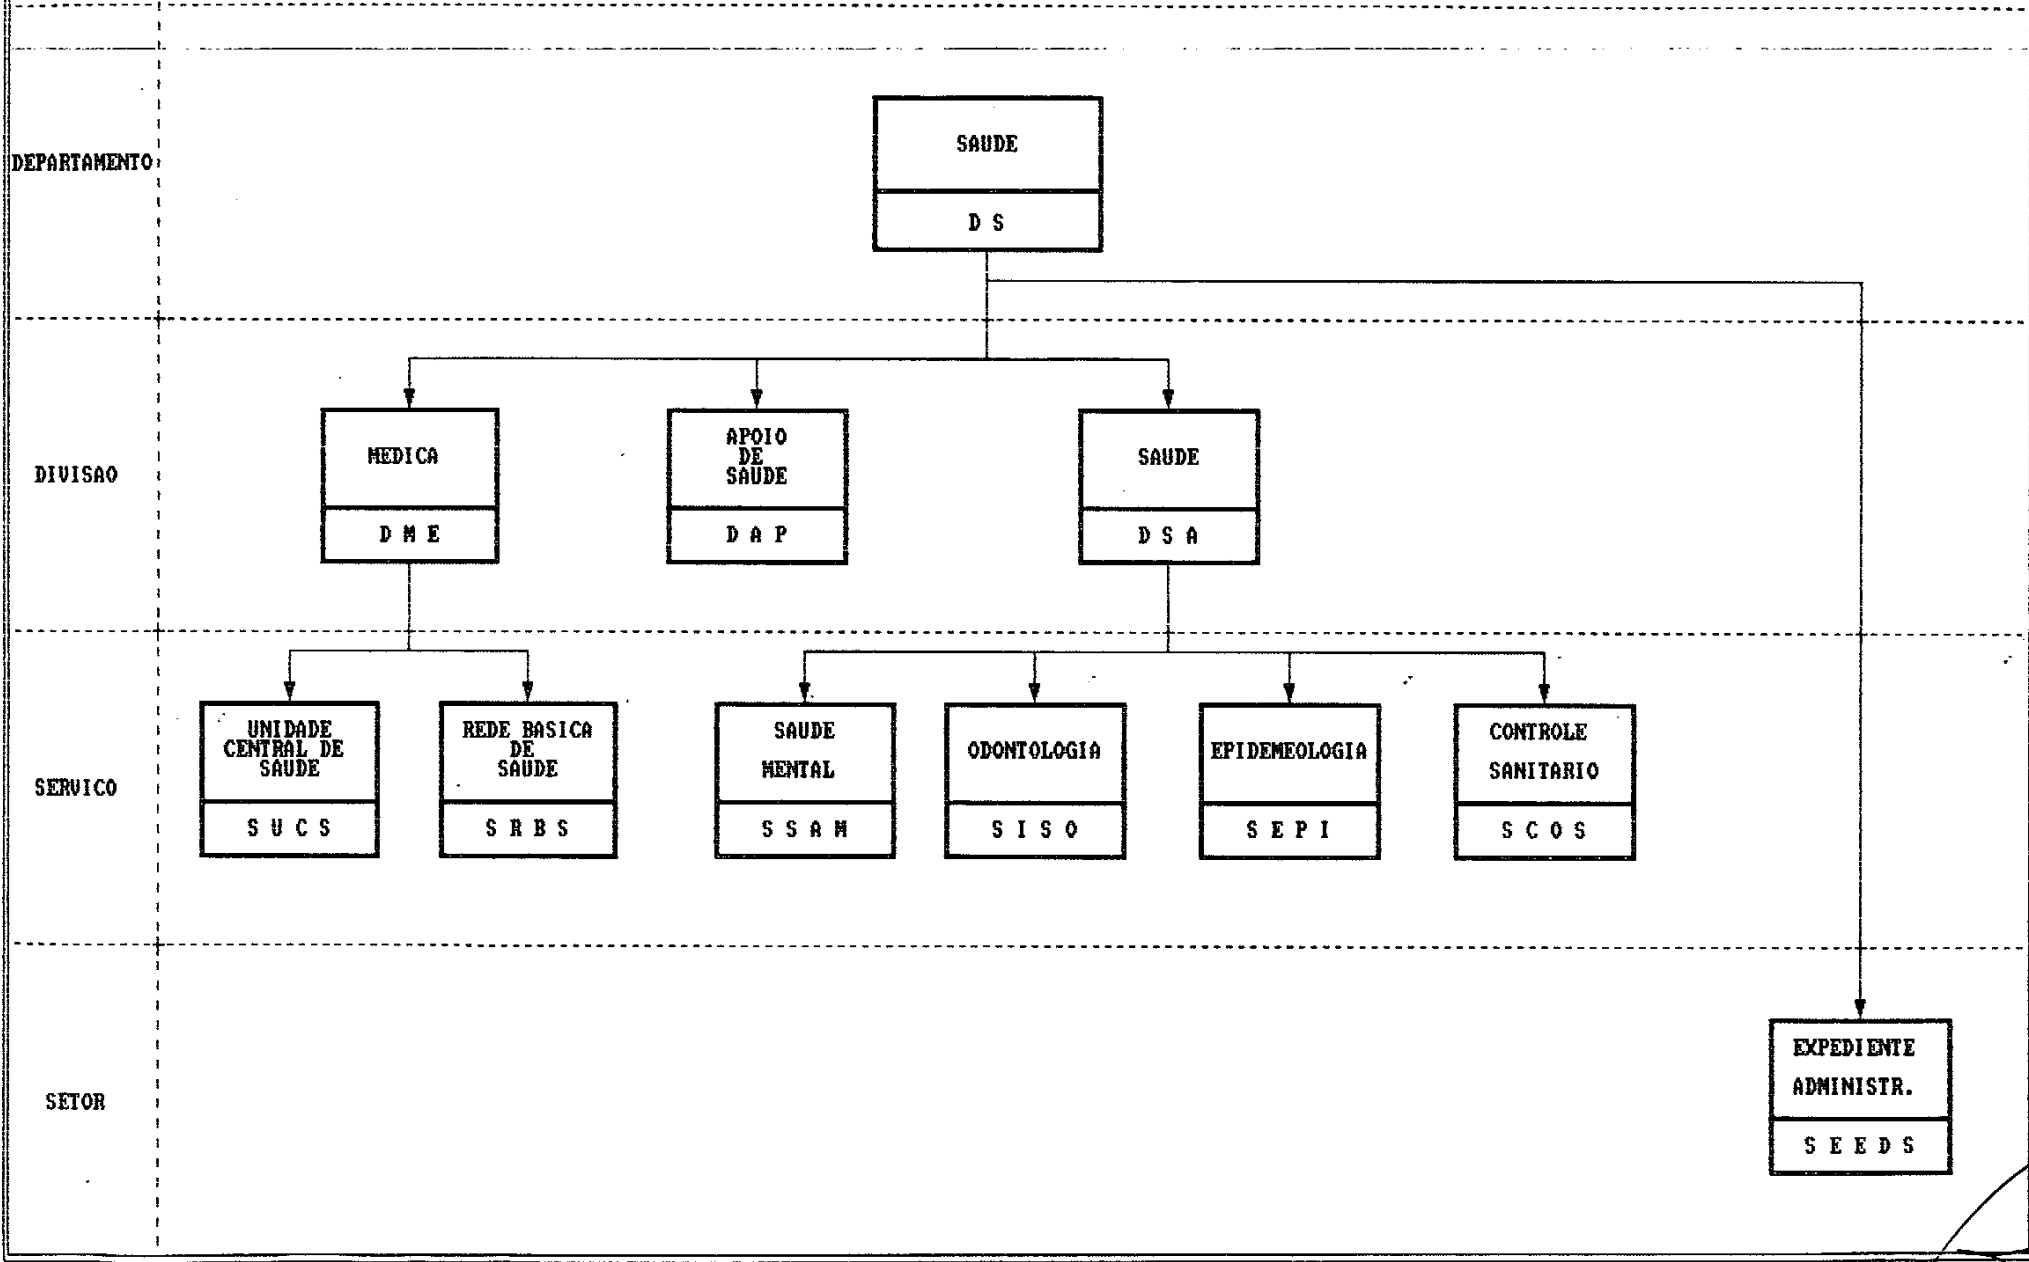 DEPARTAMENTO
SAUDE
D S
DIVISAO
MEDICA
D M E
APOIO
DE
SAUDE
D A P
SAUDE
D S A
SERVICO
UNIDADE
CENTRAL DE
SAUDE
S U C S
REDE BASICA
DE
SAUDE
S R B S
SAUDE
MENTAL
S S A M
ODONTOLOGIA
S I S O
EPIDEMEOLOGIA
S E P I
CONTROLE
SANITARIO
S C O S
SETOR
EXPEDIENTE
ADMINISTR.
S E E D S